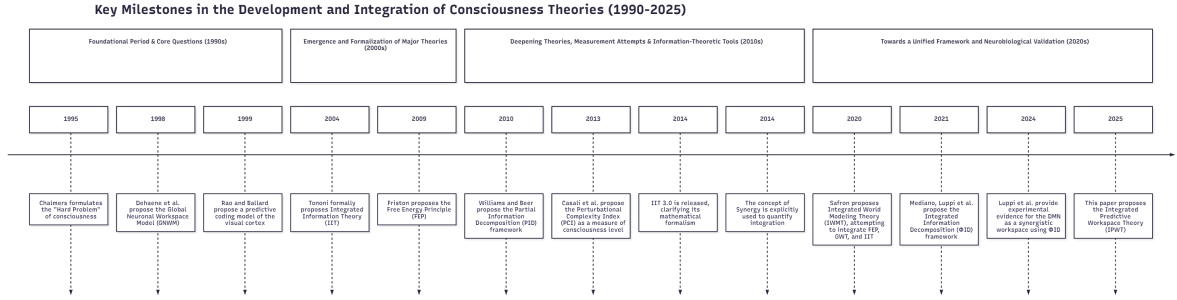 Key Milestones in the Development and Integration of Consciousness Theories (1990-2025)
Foundational Period & Core Questions (1990s)
Emergence and Formalization of Major Theories
(2000s)
Deepening Theories, Measurement Attempts & Information-Theoretic Tools (2010s)
Towards a Unified Framework and Neurobiological Validation (2020s)
1995
1998
1999
2004
2009
2010
2013
2014
2014
2020
2021
2024
2025
Chalmers formulates
the "Hard Problem"
of consciousness
Dehaene et al.
propose the Global
Neuronal Workspace
Model (GNWM)
Rao and Ballard
propose a predictive
coding model of the
visual cortex
Tononi formally
proposes Integrated
Information Theory
(IIT)
Friston proposes the
Free Energy Principle
(FEP)
Williams and Beer
propose the Partial
Information
Decomposition (PID)
framework
Casali et al. propose
the Perturbational
Complexity Index
(PCI) as a measure of
consciousness level
IIT 3.0 is released,
clarifying its
mathematical
formalism
The concept of
Synergy is explicitly
used to quantify
integration
Safron proposes
Integrated World
Modeling Theory
(IWMT), attempting
to integrate FEP,
GWT, and IIT
Mediano, Luppi et al.
propose the
Integrated
Information
Decomposition (ΦID)
framework
Luppi et al. provide
experimental
evidence for the DMN
as a synergistic
workspace using ΦID
This paper proposes
the Integrated
Predictive
Workspace Theory
(IPWT)